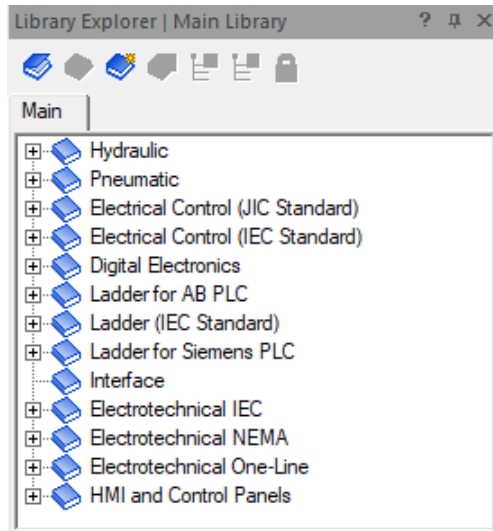 Library Explorer | Main Library
Main
Hydraulic
Pneumatic
Electrical Control (JIC Standard)
Electrical Control (IEC Standard)
Digital Electronics
Ladder for AB PLC
Ladder (IEC Standard)
Ladder for Siemens PLC
Interface
Electrotechnical IEC
Electrotechnical NEMA
Electrotechnical One-Line
HMI and Control Panels